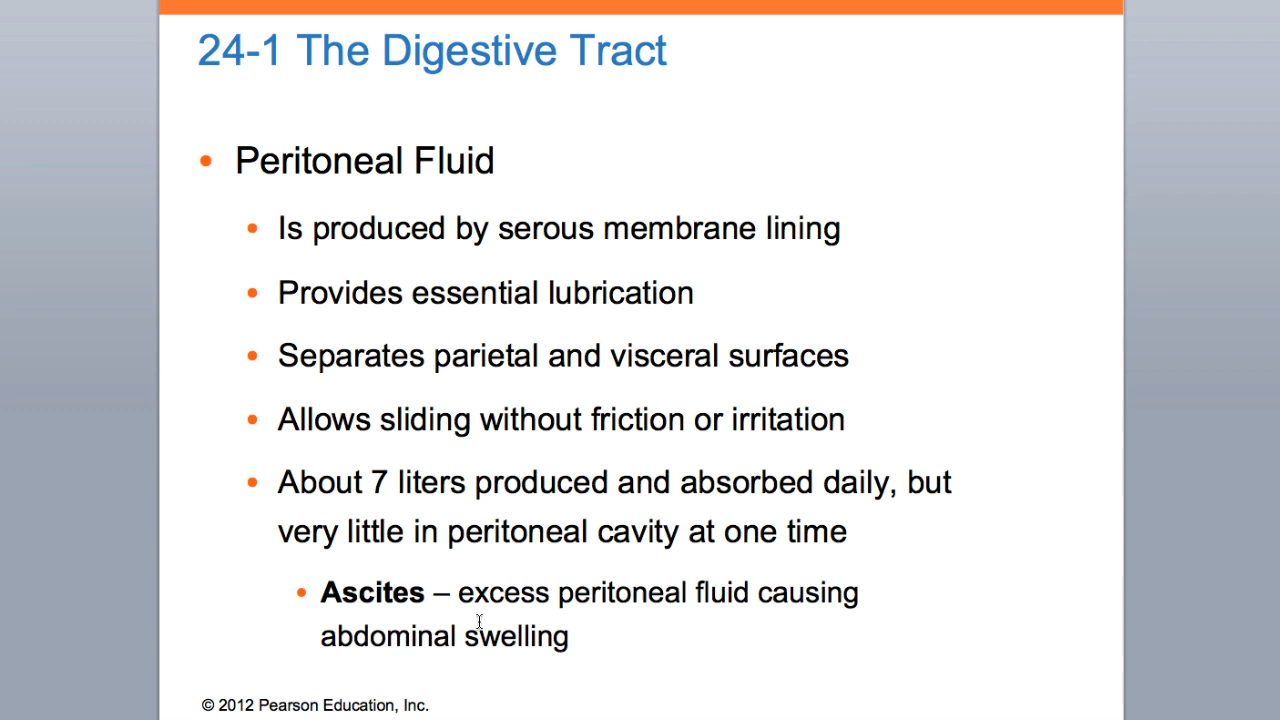 24-1 The Digestive Tract
• Peritoneal Fluid
• Is produced by serous membrane lining
• Provides essential lubrication
• Separates parietal and visceral surfaces
• Allows sliding without friction or irritation
• About 7 liters produced and absorbed daily, but
very little in peritoneal cavity at one time
• Ascites – excess peritoneal fluid causing
abdominal swelling
© 2012 Pearson Education, Inc.